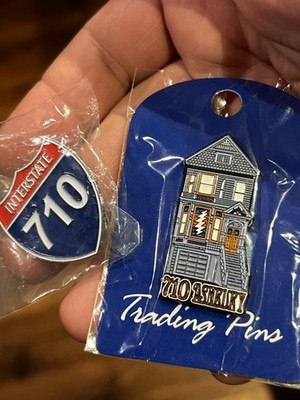 INTERSTATE
710
710 ASHBURY
Trading Pins